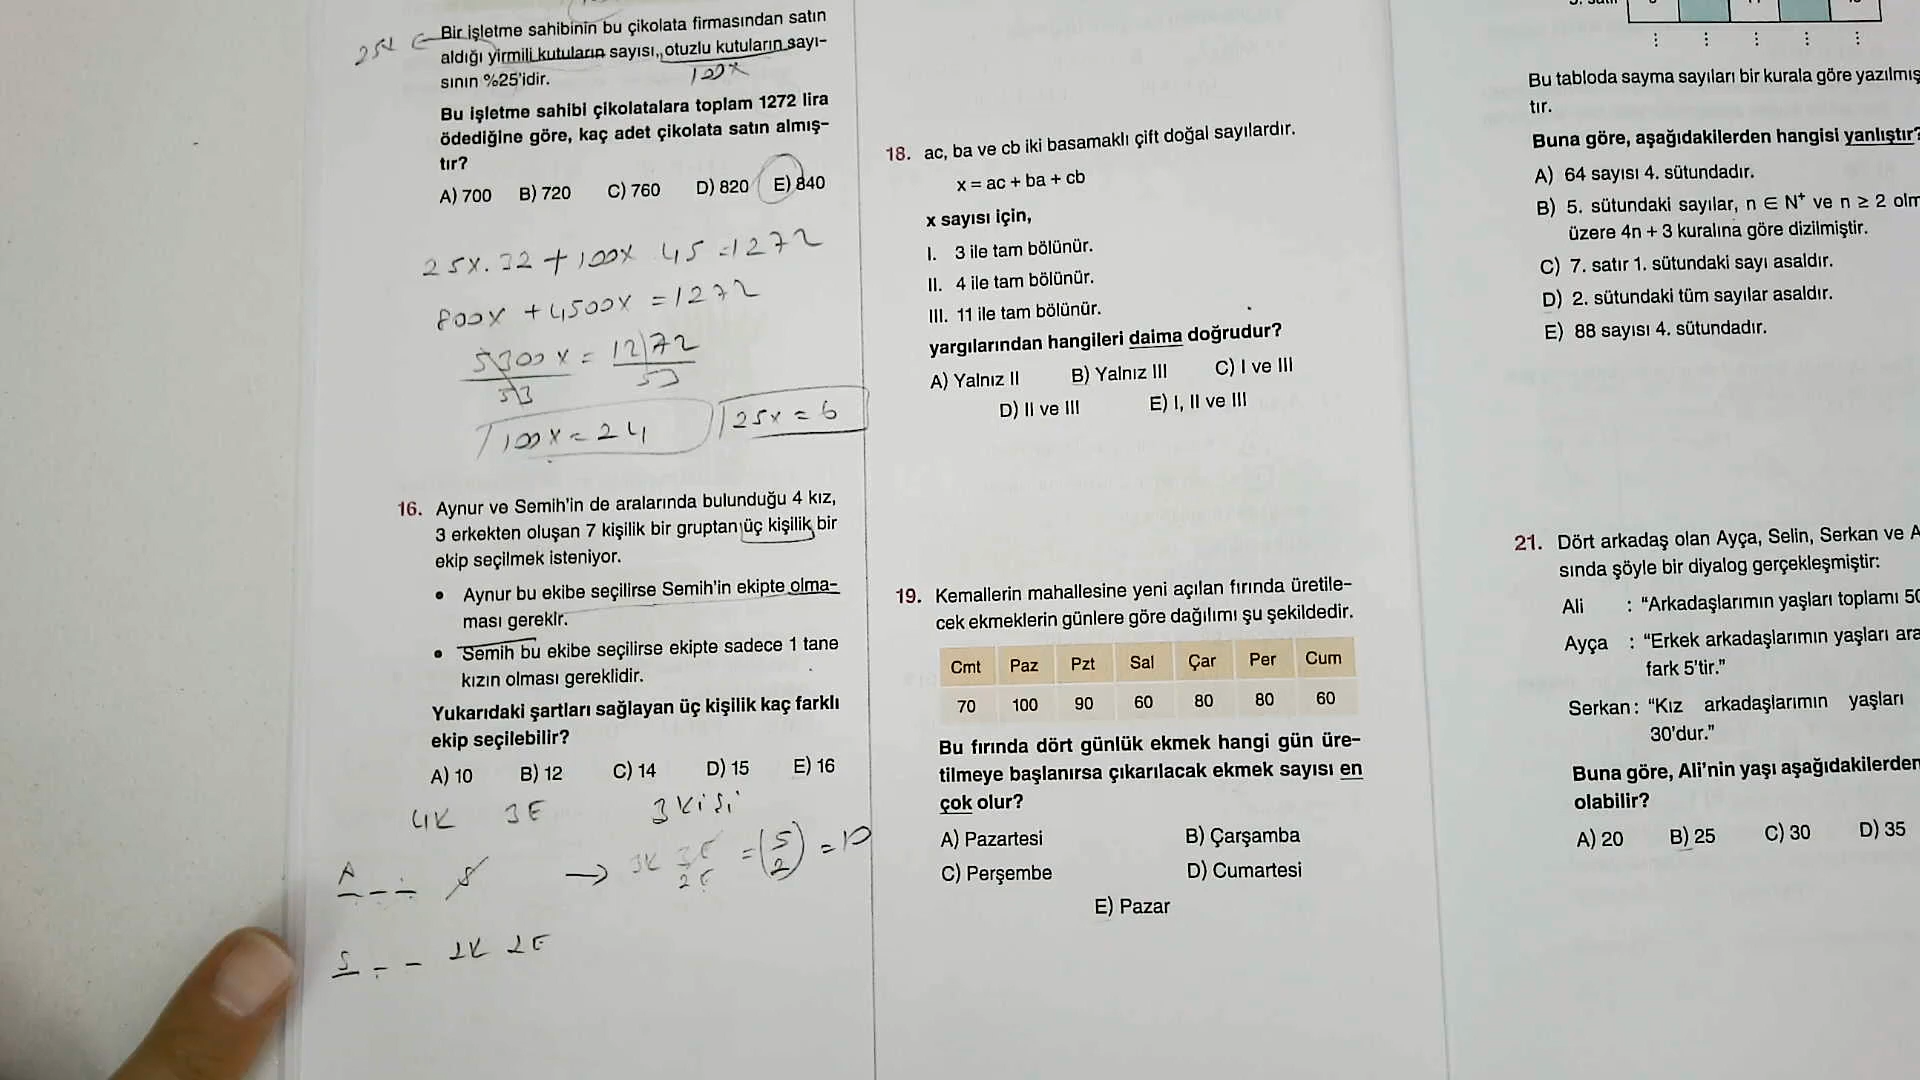 Bir işletme sahibinin bu çikolata firmasından satın
aldığı yirmili kutuların sayısı, otuzlu kutuların sayı-
sının %25'idir.
100x
Bu işletme sahibi çikolatalara toplam 1272 lira
ödediğine göre, kaç adet çikolata satın almış-
tır?
A) 700 B) 720 C) 760 D) 820 E) 840
25x.32 + 100x 45 = 1272
800x + 4500x = 1272
5300x = 1272
53 53
100x = 24 25x = 6
16. Aynur ve Semih'in de aralarında bulunduğu 4 kız,
3 erkekten oluşan 7 kişilik bir gruptan üç kişilik bir
ekip seçilmek isteniyor.
• Aynur bu ekibe seçilirse Semih'in ekipte olma-
ması gerekir.
• Semih bu ekibe seçilirse ekipte sadece 1 tane
kızın olması gereklidir.
Yukarıdaki şartları sağlayan üç kişilik kaç farklı
ekip seçilebilir?
A) 10 B) 12 C) 14 D) 15 E) 16
4K 3E 3 kişi
A _ _ → 3K 2E = (5 2) = 10
S _ _ 1K 1E
18. ac, ba ve cb iki basamaklı çift doğal sayılardır.
x = ac + ba + cb
x sayısı için,
I. 3 ile tam bölünür.
II. 4 ile tam bölünür.
III. 11 ile tam bölünür.
yargılarından hangileri daima doğrudur?
A) Yalnız II B) Yalnız III C) I ve III
D) II ve III E) I, II ve III
19. Kemallerin mahallesine yeni açılan fırında üretile-
cek ekmeklerin günlere göre dağılımı şu şekildedir.
Cmt Paz Pzt Sal Çar Per Cum
70 100 90 60 80 80 60
Bu fırında dört günlük ekmek hangi gün üre-
tilmeye başlanırsa çıkarılacak ekmek sayısı en
çok olur?
A) Pazartesi B) Çarşamba
C) Perşembe D) Cumartesi
E) Pazar
Bu tabloda sayma sayıları bir kurala göre yazılmış
tır.
Buna göre, aşağıdakilerden hangisi yanlıştır?
A) 64 sayısı 4. sütundadır.
B) 5. sütundaki sayılar, n ∈ N⁺ ve n ≥ 2 olm
üzere 4n + 3 kuralına göre dizilmiştir.
C) 7. satır 1. sütundaki sayı asaldır.
D) 2. sütundaki tüm sayılar asaldır.
E) 88 sayısı 4. sütundadır.
21. Dört arkadaş olan Ayça, Selin, Serkan ve A
sında şöyle bir diyalog gerçekleşmiştir:
Ali : "Arkadaşlarımın yaşları toplamı 50
Ayça : "Erkek arkadaşlarımın yaşları ara
fark 5'tir."
Serkan: "Kız arkadaşlarımın yaşları
30'dur."
Buna göre, Ali'nin yaşı aşağıdakilerden
olabilir?
A) 20 B) 25 C) 30 D) 35